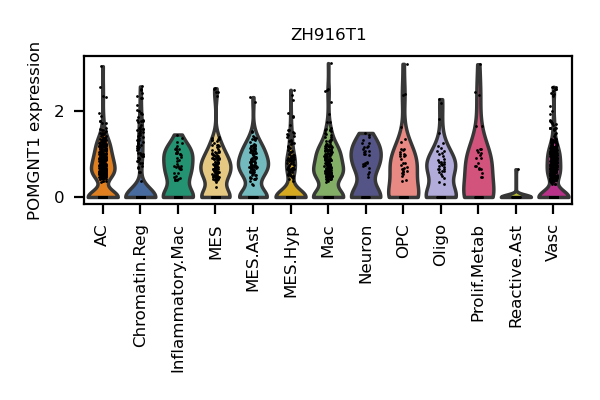 ZH916T1
POMGNT1 expression
2
0
AC
Chromatin.Reg
Inflammatory.Mac
MES
MES.Ast
MES.Hyp
Mac
Neuron
OPC
Oligo
Prolif.Metab
Reactive.Ast
Vasc